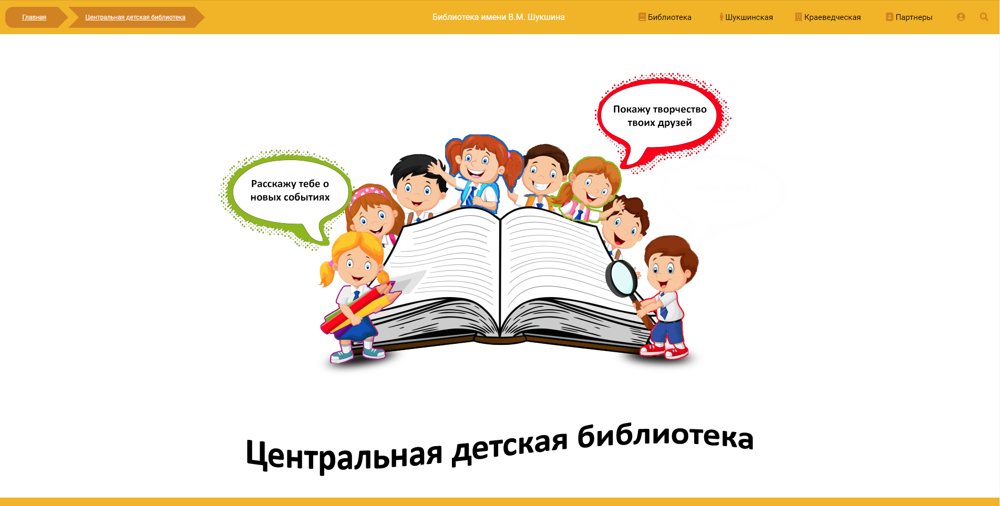 Главная
Центральная детская библиотека
Библиотека имени В.М. Шукшина
Библиотека
Шукшинская
Краеведческая
Партнеры
Покажу творчество
твоих друзей
Расскажу тебе о
новых событиях
Центральная детская библиотека